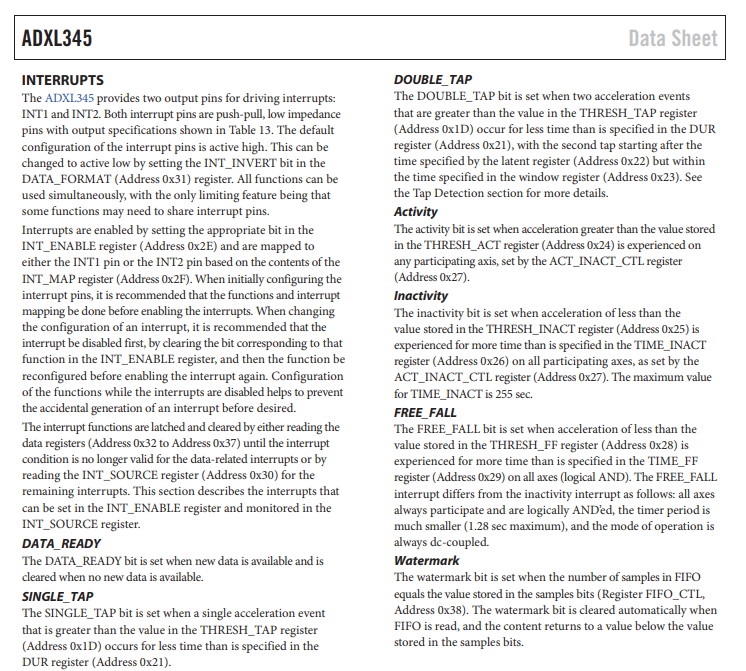 ADXL345
Data Sheet
INTERRUPTS
The ADXL345 provides two output pins for driving interrupts:
INT1 and INT2. Both interrupt pins are push-pull, low impedance
pins with output specifications shown in Table 13. The default
configuration of the interrupt pins is active high. This can be
changed to active low by setting the INT_INVERT bit in the
DATA_FORMAT (Address 0x31) register. All functions can be
used simultaneously, with the only limiting feature being that
some functions may need to share interrupt pins.
Interrupts are enabled by setting the appropriate bit in the
INT_ENABLE register (Address 0x2E) and are mapped to
either the INT1 pin or the INT2 pin based on the contents of the
INT_MAP register (Address 0x2F). When initially configuring the
interrupt pins, it is recommended that the functions and interrupt
mapping be done before enabling the interrupts. When changing
the configuration of an interrupt, it is recommended that the
interrupt be disabled first, by clearing the bit corresponding to that
function in the INT_ENABLE register, and then the function be
reconfigured before enabling the interrupt again. Configuration
of the functions while the interrupts are disabled helps to prevent
the accidental generation of an interrupt before desired.
The interrupt functions are latched and cleared by either reading the
data registers (Address 0x32 to Address 0x37) until the interrupt
condition is no longer valid for the data-related interrupts or by
reading the INT_SOURCE register (Address 0x30) for the
remaining interrupts. This section describes the interrupts that
can be set in the INT_ENABLE register and monitored in the
INT_SOURCE register.
DATA_READY
The DATA_READY bit is set when new data is available and is
cleared when no new data is available.
SINGLE_TAP
The SINGLE_TAP bit is set when a single acceleration event
that is greater than the value in the THRESH_TAP register
(Address 0x1D) occurs for less time than is specified in the
DUR register (Address 0x21).
DOUBLE_TAP
The DOUBLE_TAP bit is set when two acceleration events
that are greater than the value in the THRESH_TAP register
(Address 0x1D) occur for less time than is specified in the DUR
register (Address 0x21), with the second tap starting after the
time specified by the latent register (Address 0x22) but within
the time specified in the window register (Address 0x23). See
the Tap Detection section for more details.
Activity
The activity bit is set when acceleration greater than the value stored
in the THRESH_ACT register (Address 0x24) is experienced on
any participating axis, set by the ACT_INACT_CTL register
(Address 0x27).
Inactivity
The inactivity bit is set when acceleration of less than the
value stored in the THRESH_INACT register (Address 0x25) is
experienced for more time than is specified in the TIME_INACT
register (Address 0x26) on all participating axes, as set by the
ACT_INACT_CTL register (Address 0x27). The maximum value
for TIME_INACT is 255 sec.
FREE_FALL
The FREE_FALL bit is set when acceleration of less than the
value stored in the THRESH_FF register (Address 0x28) is
experienced for more time than is specified in the TIME_FF
register (Address 0x29) on all axes (logical AND). The FREE_FALL
interrupt differs from the inactivity interrupt as follows: all axes
always participate and are logically AND'ed, the timer period is
much smaller (1.28 sec maximum), and the mode of operation is
always dc-coupled.
Watermark
The watermark bit is set when the number of samples in FIFO
equals the value stored in the samples bits (Register FIFO_CTL,
Address 0x38). The watermark bit is cleared automatically when
FIFO is read, and the content returns to a value below the value
stored in the samples bits.